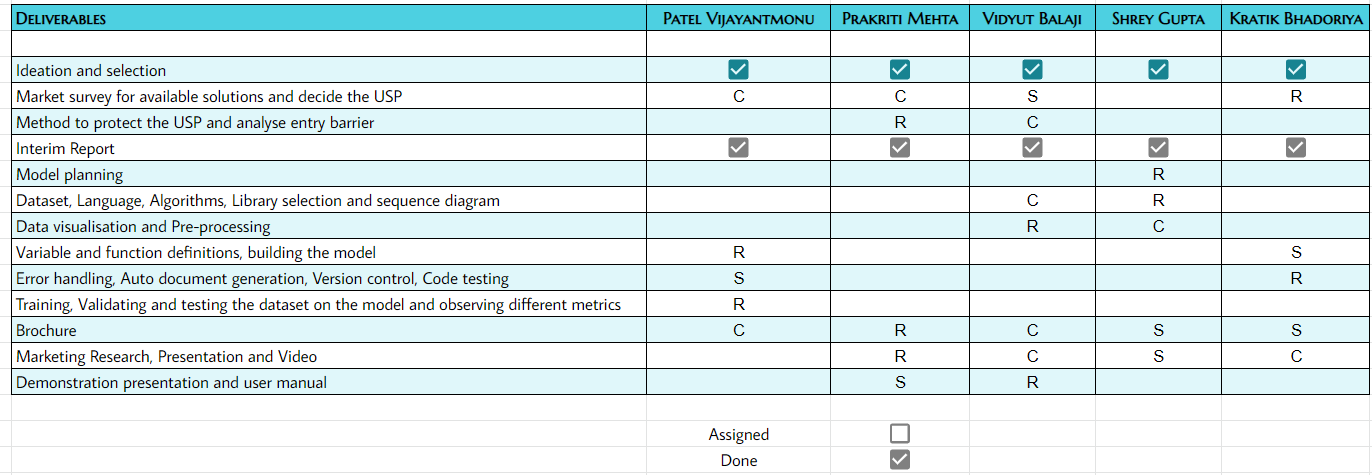 Deliverables Patel Vijayantmonu Prakriti Mehta Vidyut Balaji Shrey Gupta Kratik Bhadoriya
Ideation and selection
Market survey for available solutions and decide the USP C C S R
Method to protect the USP and analyse entry barrier R C
Interim Report
Model planning R
Dataset, Language, Algorithms, Library selection and sequence diagram C R
Data visualisation and Pre-processing R C
Variable and function definitions, building the model R S
Error handling, Auto document generation, Version control, Code testing S R
Training, Validating and testing the dataset on the model and observing different metrics R
Brochure C R C S S
Marketing Research, Presentation and Video R C S C
Demonstration presentation and user manual S R
Assigned
Done